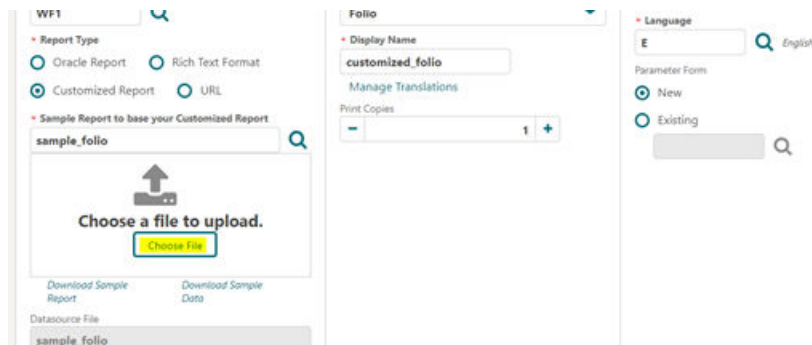 WF1
* Report Type
Oracle Report Rich Text Format
Customized Report URL
* Sample Report to base your Customized Report
sample_folio
Choose a file to upload.
Choose File
Download Sample Report
Download Sample Data
Datasource File
sample_folio
Folio
* Display Name
customized_folio
Manage Translations
Print Copies
− 1 +
* Language
E English
Parameter Form
New
Existing